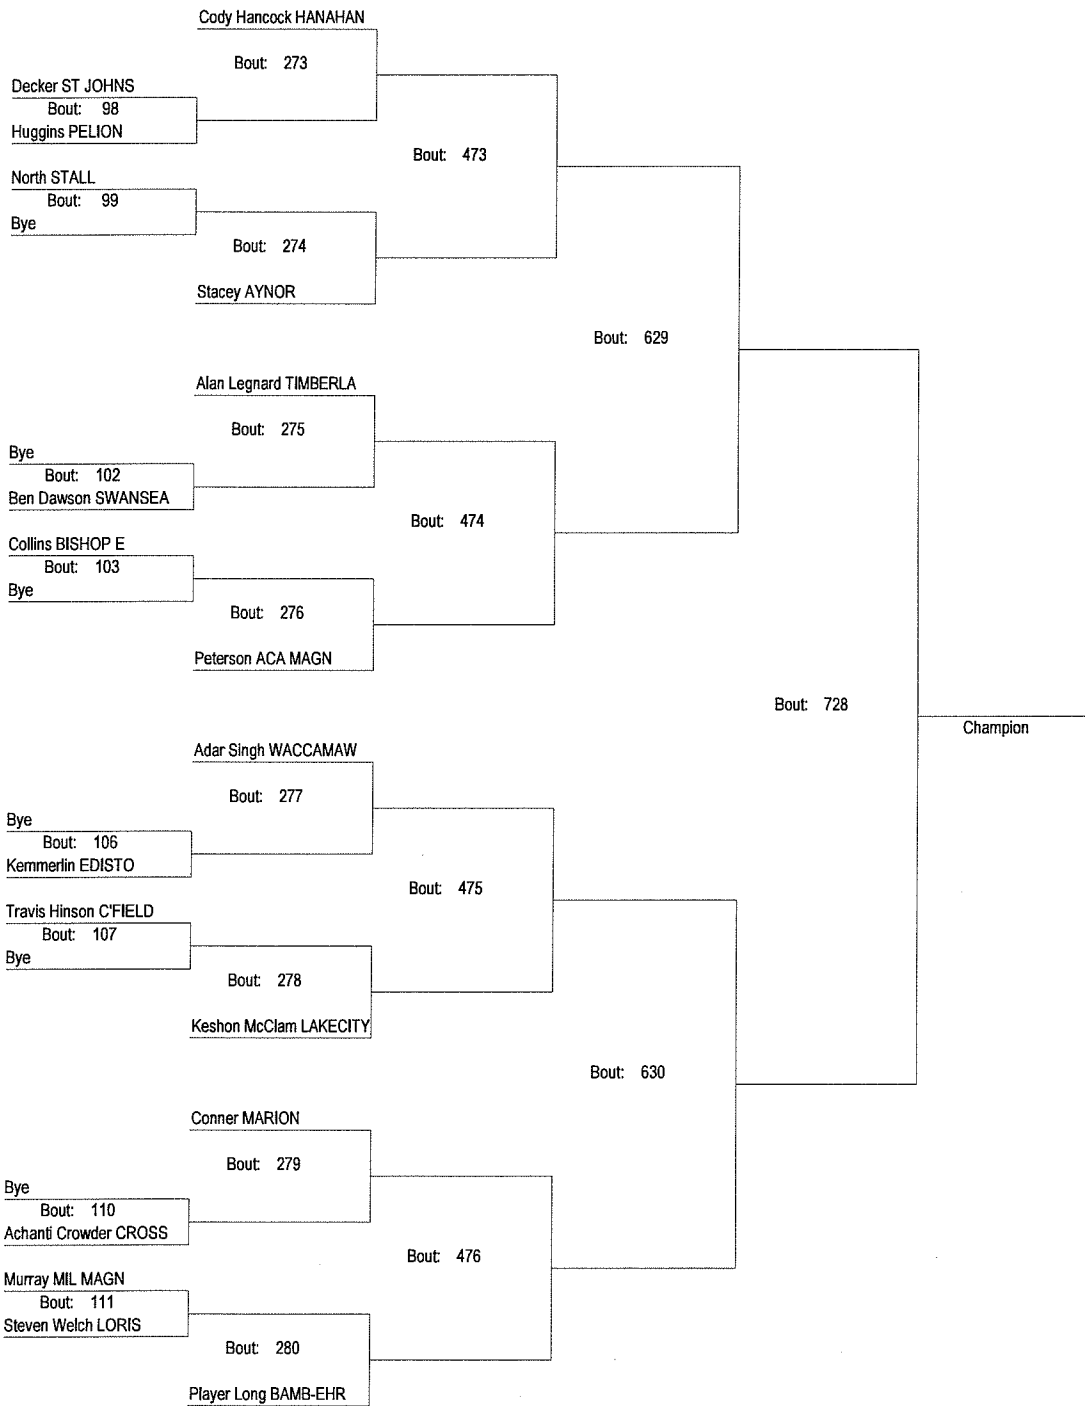 Cody Hancock HANAHAN
Bout: 273
Decker ST JOHNS
Bout: 98
Huggins PELION
Bout: 473
North STALL
Bout: 99
Bye
Bout: 274
Stacey AYNOR
Bout: 629
Alan Legnard TIMBERLA
Bout: 275
Bye
Bout: 102
Ben Dawson SWANSEA
Bout: 474
Collins BISHOP E
Bout: 103
Bye
Bout: 276
Peterson ACA MAGN
Bout: 728
Champion
Adar Singh WACCAMAW
Bout: 277
Bye
Bout: 106
Kemmerlin EDISTO
Bout: 475
Travis Hinson C'FIELD
Bout: 107
Bye
Bout: 278
Keshon McClam LAKECITY
Bout: 630
Conner MARION
Bout: 279
Bye
Bout: 110
Achanti Crowder CROSS
Bout: 476
Murray MIL MAGN
Bout: 111
Steven Welch LORIS
Bout: 280
Player Long BAMB-EHR